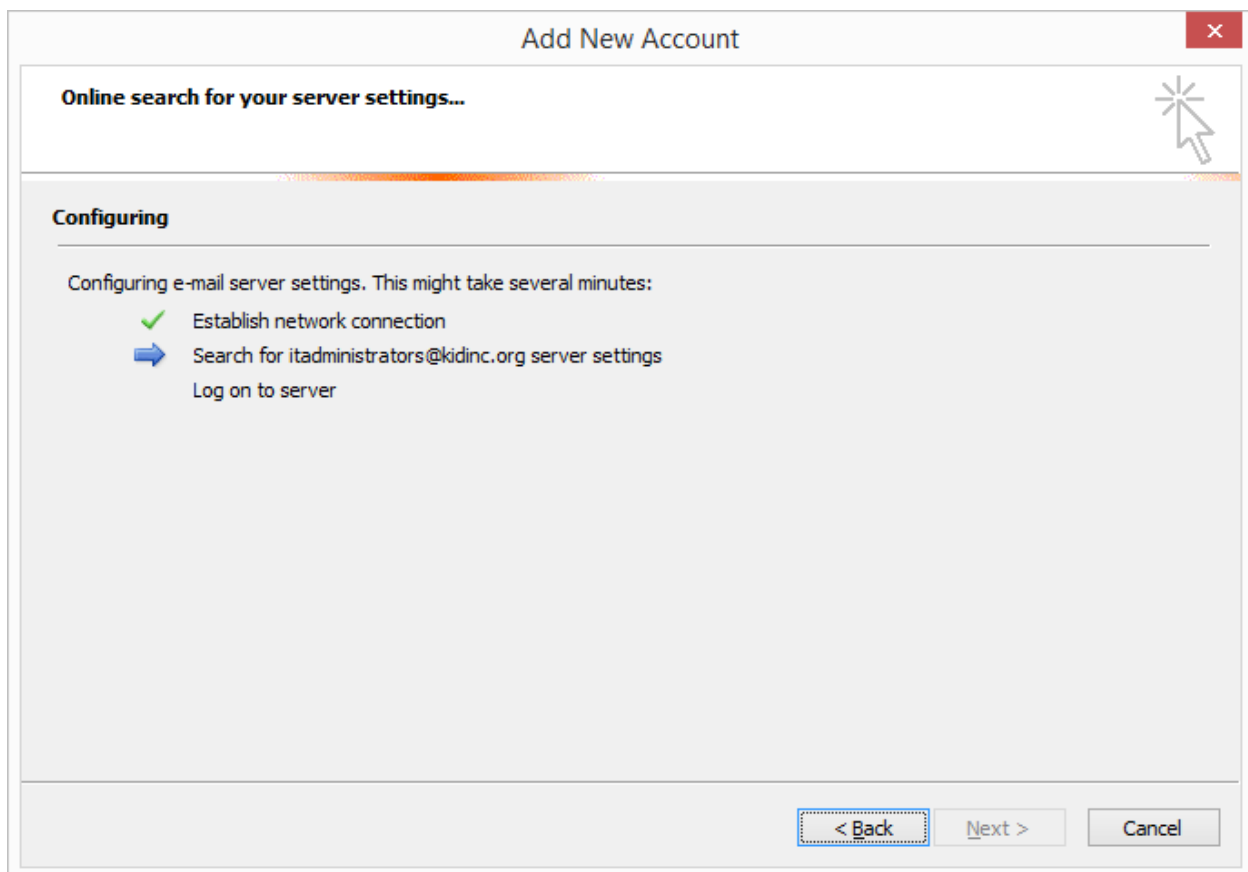 Add New Account
Online search for your server settings...
Configuring
Configuring e-mail server settings. This might take several minutes:
Establish network connection
Search for itadministrators@kidinc.org server settings
Log on to server
< Back Next > Cancel